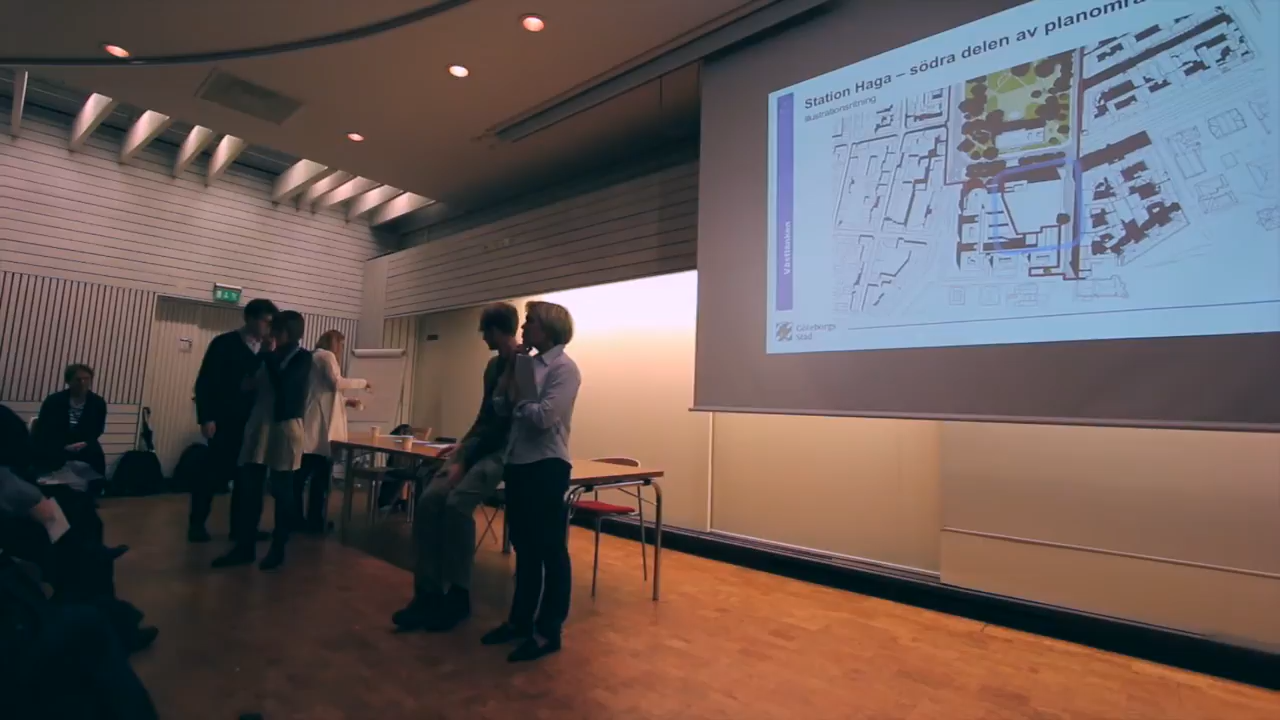 Station Haga – södra delen av planområ
Illustrationsritning
Västlänken
Göteborgs
Stad